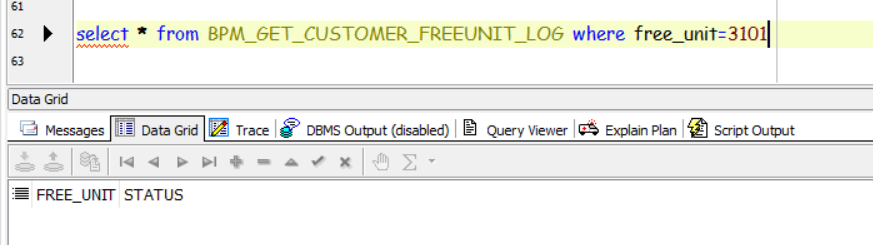 61
62 select * from BPM_GET_CUSTOMER_FREEUNIT_LOG where free_unit=3101
63
Data Grid
Messages Data Grid Trace DBMS Output (disabled) Query Viewer Explain Plan Script Output
FREE_UNIT STATUS